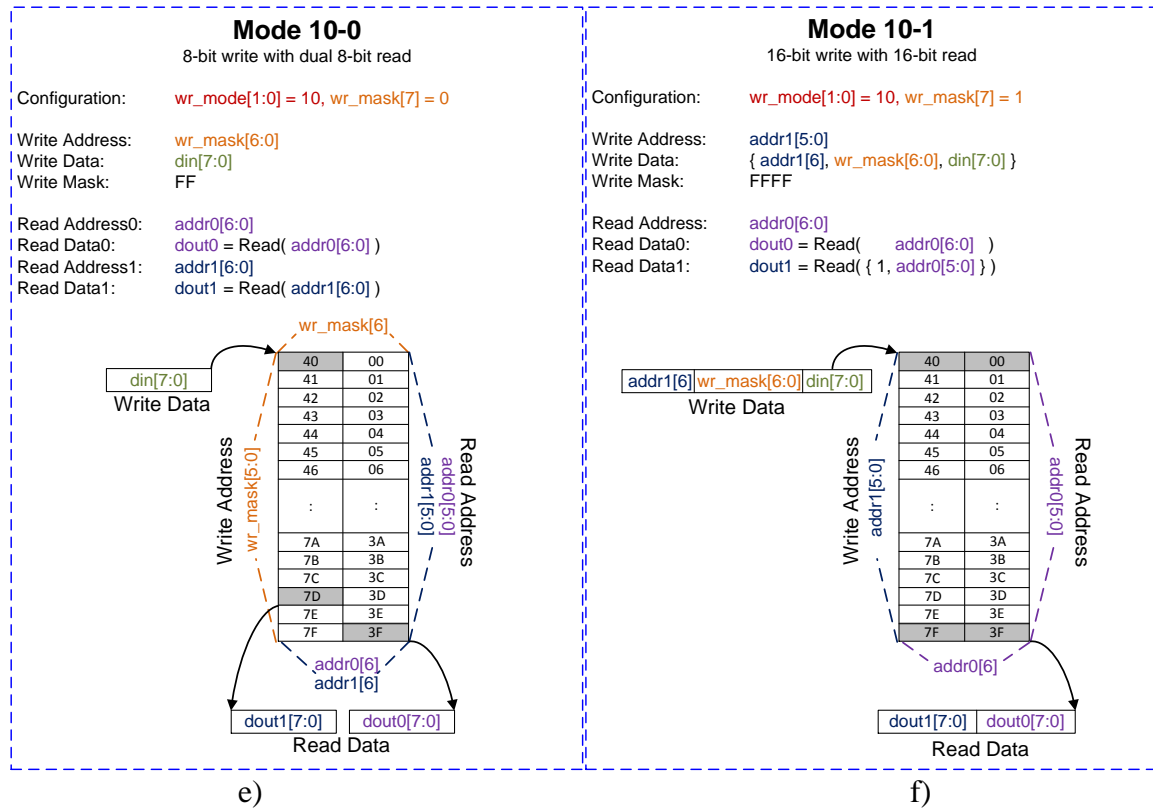 Mode 10-0
8-bit write with dual 8-bit read
Configuration: wr_mode[1:0] = 10, wr_mask[7] = 0
Write Address: wr_mask[6:0]
Write Data: din[7:0]
Write Mask: FF
Read Address0: addr0[6:0]
Read Data0: dout0 = Read( addr0[6:0] )
Read Address1: addr1[6:0]
Read Data1: dout1 = Read( addr1[6:0] )
wr_mask[6]
din[7:0]
Write Data
Write Address
wr_mask[5:0]
40 00
41 01
42 02
43 03
44 04
45 05
46 06
: :
7A 3A
7B 3B
7C 3C
7D 3D
7E 3E
7F 3F
Read Address
addr0[5:0]
addr1[5:0]
addr0[6]
addr1[6]
dout1[7:0] dout0[7:0]
Read Data
e)
Mode 10-1
16-bit write with 16-bit read
Configuration: wr_mode[1:0] = 10, wr_mask[7] = 1
Write Address: addr1[5:0]
Write Data: { addr1[6], wr_mask[6:0], din[7:0] }
Write Mask: FFFF
Read Address: addr0[6:0]
Read Data0: dout0 = Read( addr0[6:0] )
Read Data1: dout1 = Read( { 1, addr0[5:0] } )
addr1[6] wr_mask[6:0] din[7:0]
Write Data
Write Address
addr1[5:0]
40 00
41 01
42 02
43 03
44 04
45 05
46 06
: :
7A 3A
7B 3B
7C 3C
7D 3D
7E 3E
7F 3F
Read Address
addr0[5:0]
addr0[6]
dout1[7:0] dout0[7:0]
Read Data
f)